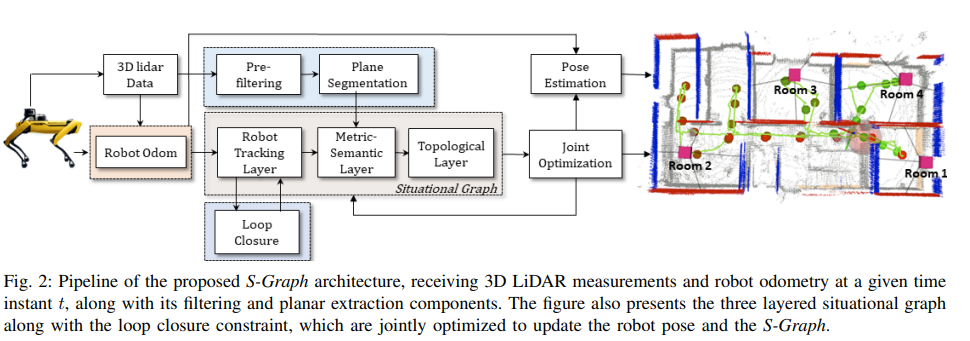 3D lidar
Data
Pre-
filtering
Plane
Segmentation
Pose
Estimation
Robot Odom
Robot
Tracking
Layer
Metric-
Semantic
Layer
Topological
Layer
Situational Graph
Joint
Optimization
Loop
Closure
Room 3
Room 4
Room 2
Room 1
Fig. 2: Pipeline of the proposed S-Graph architecture, receiving 3D LiDAR measurements and robot odometry at a given time
instant t, along with its filtering and planar extraction components. The figure also presents the three layered situational graph
along with the loop closure constraint, which are jointly optimized to update the robot pose and the S-Graph.